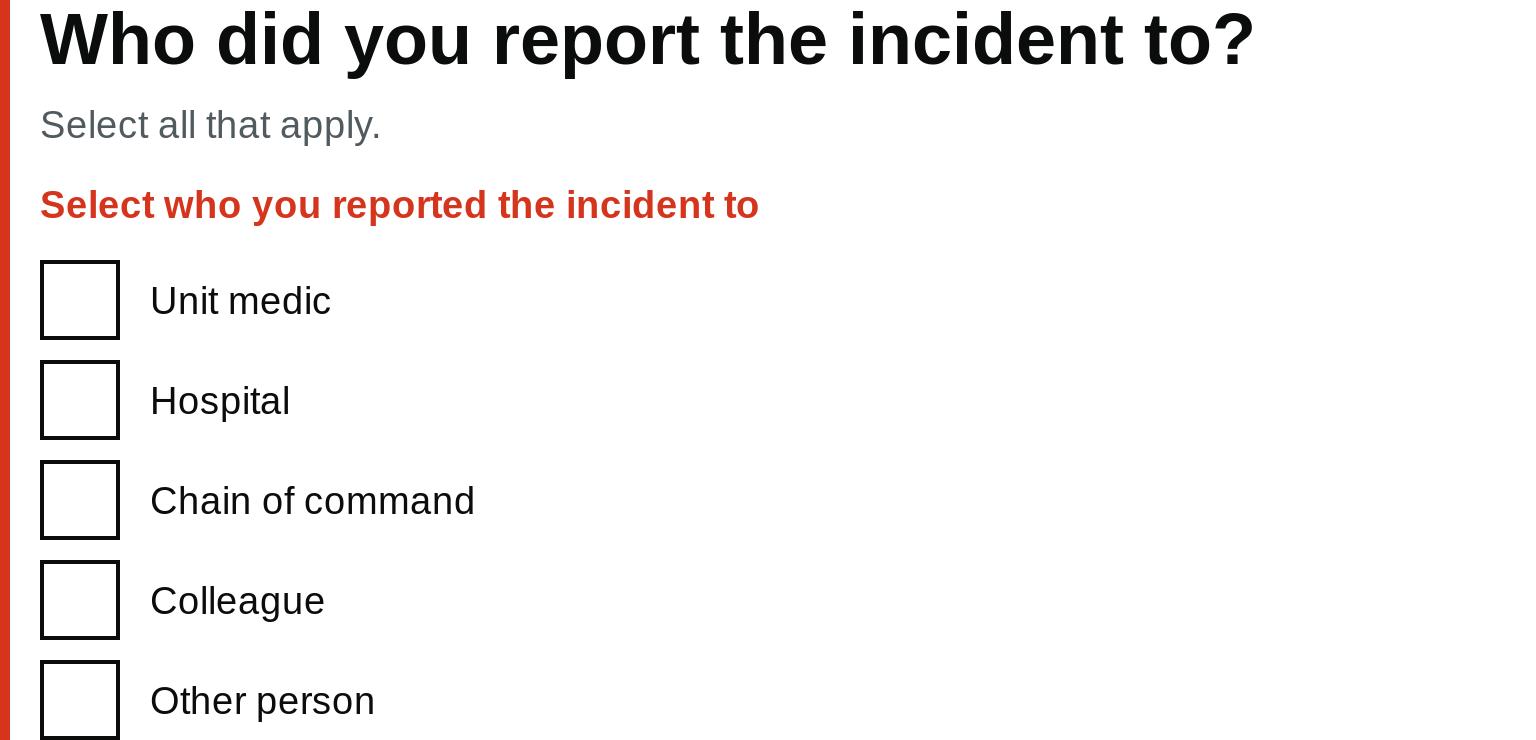 Who did you report the incident to?
Select all that apply.
Select who you reported the incident to
Unit medic
Hospital
Chain of command
Colleague
Other person